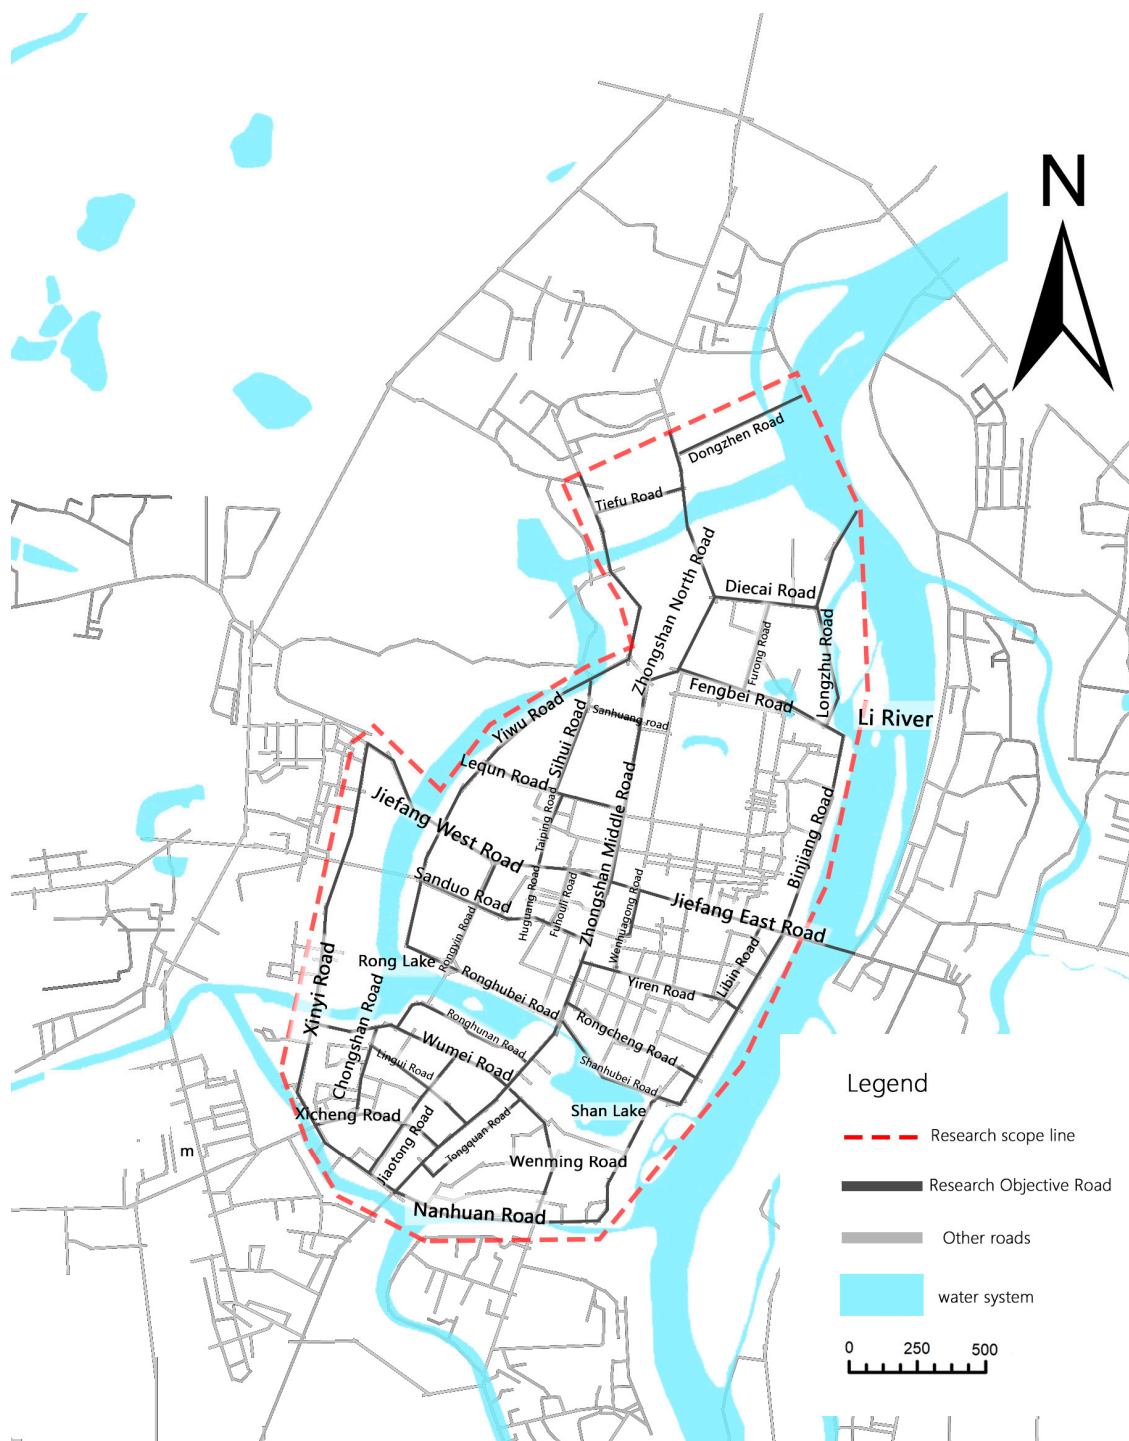 N
Dongzhen Road
Tiefu Road
Zhongshan North Road
Diecai Road
Furong Road
Longzhu Road
Fengbei Road
Li River
Yiwu Road
Sihui Road
Sanhuang road
Lequn Road
Taiping Road
Zhongshan Middle Road
Binjiang Road
Jiefang West Road
Sanduo Road
Huguang Road
Fuhouli Road
Wenhuagong Road
Jiefang East Road
Rongyin Road
Rong Lake
Ronghubei Road
Yiren Road
Libin Road
Xinyi Road
Chongshan Road
Ronghunan Road
Wumei Road
Rongcheng Road
Lingui Road
Shanhubei Road
Xicheng Road
Shan Lake
Jiaotong Road
Tongquan Road
Wenming Road
Nanhuan Road
m
Legend
Research scope line
Research Objective Road
Other roads
water system
0 250 500